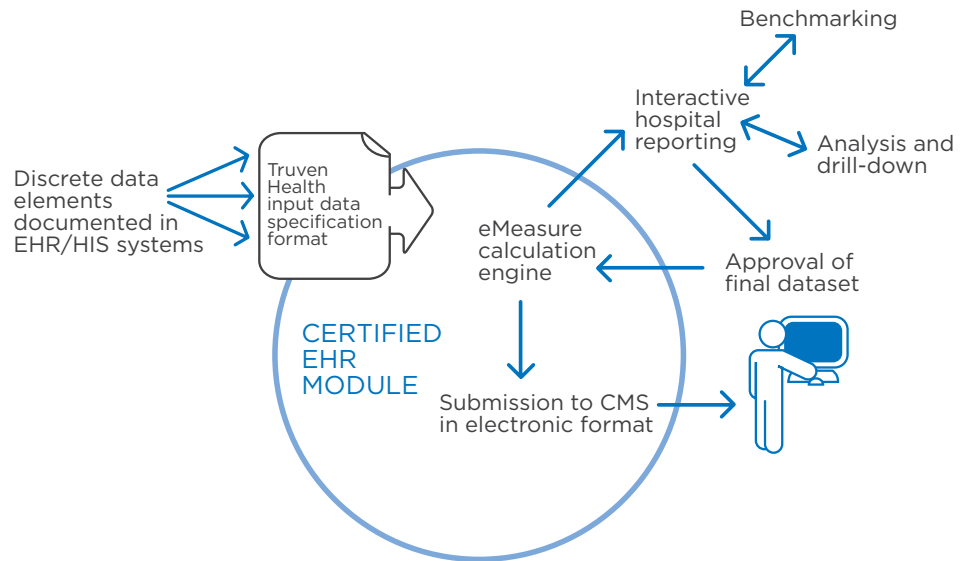 Discrete data
elements
documented in
EHR/HIS systems
Truven
Health
input data
specification
format
CERTIFIED
EHR
MODULE
eMeasure
calculation
engine
Submission to CMS
in electronic format
Interactive
hospital
reporting
Benchmarking
Analysis and
drill-down
Approval of
final dataset